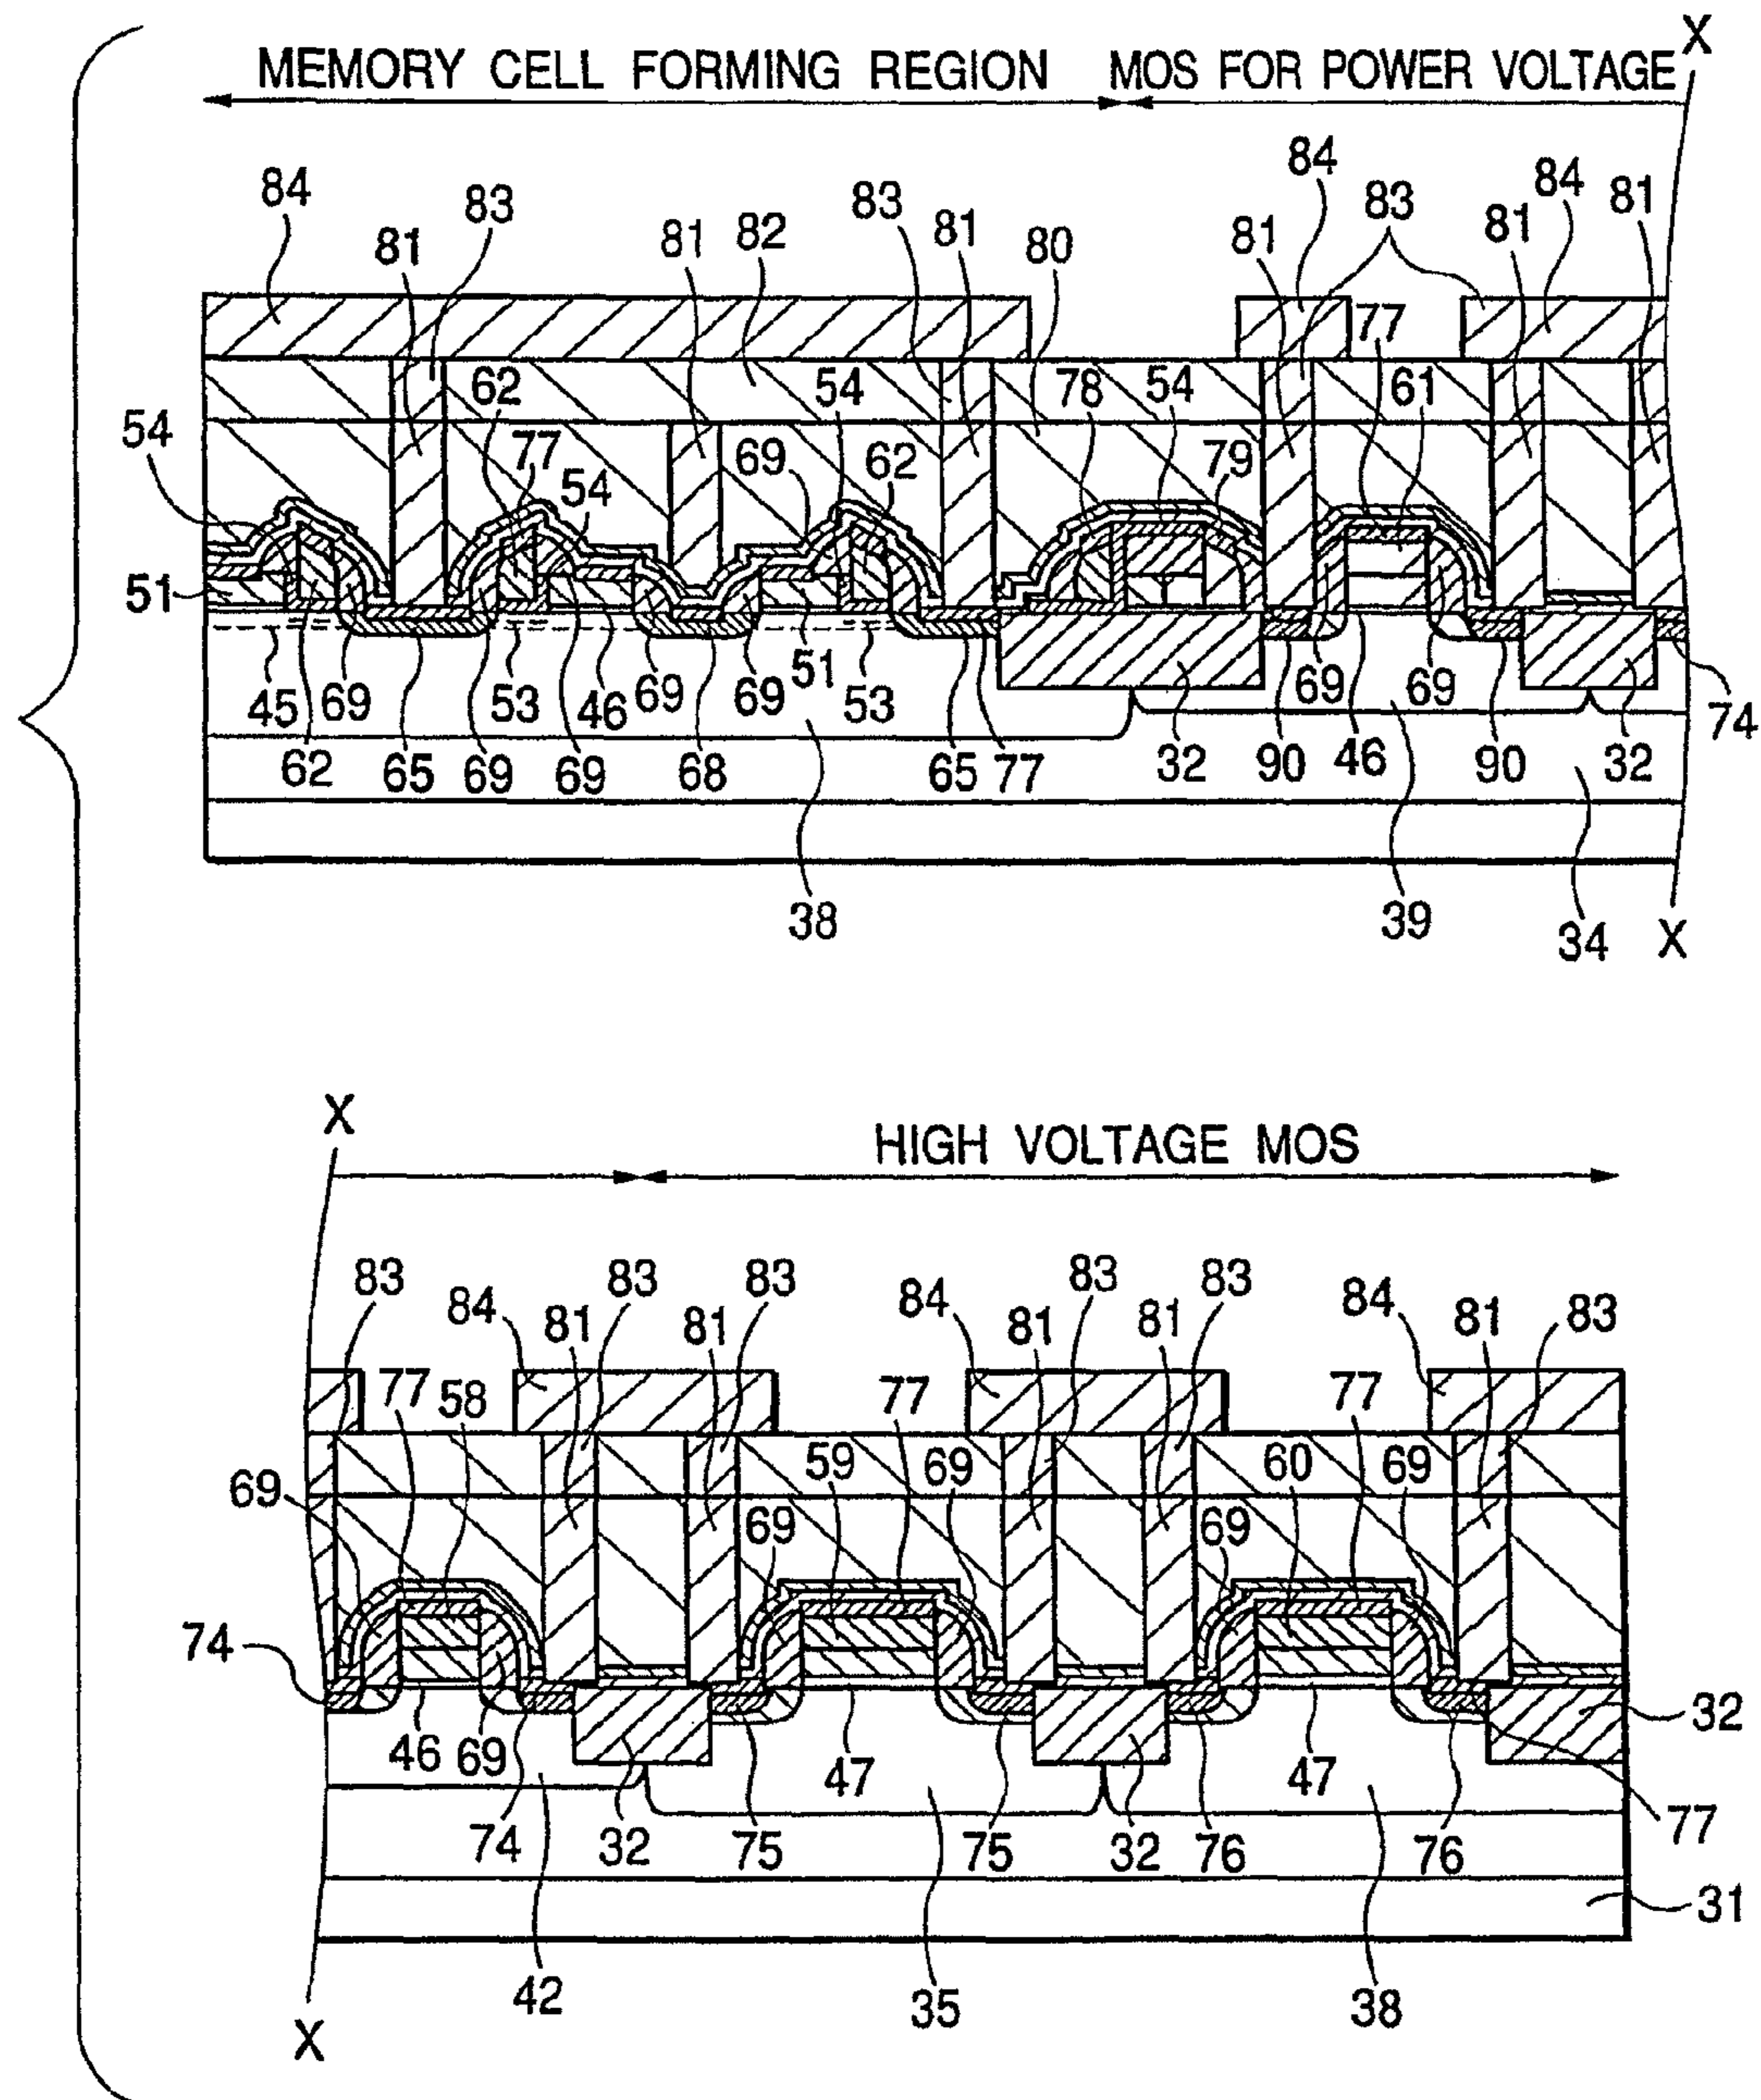 X
MEMORY CELL FORMING REGION MOS FOR POWER VOLTAGE
84 84
84 83 83 83 81
81 81 82 81 80 81 81
77
62 54 78 54 61
54 77 54 69 62 79
51
45 69 53 46 69 69 51 53 69 69 74
62 65 69 69 68 65 77 32 90 46 90 32
38 39 34
X
X
HIGH VOLTAGE MOS
83 83 83 83 83
84 81 81 84 81 81 84 81 83
77 58 77 77
69 59 69 60 69
69 69
74
46 69 47 47 32
74 32 75 75 32 76 76 77
31
42 35 38
X